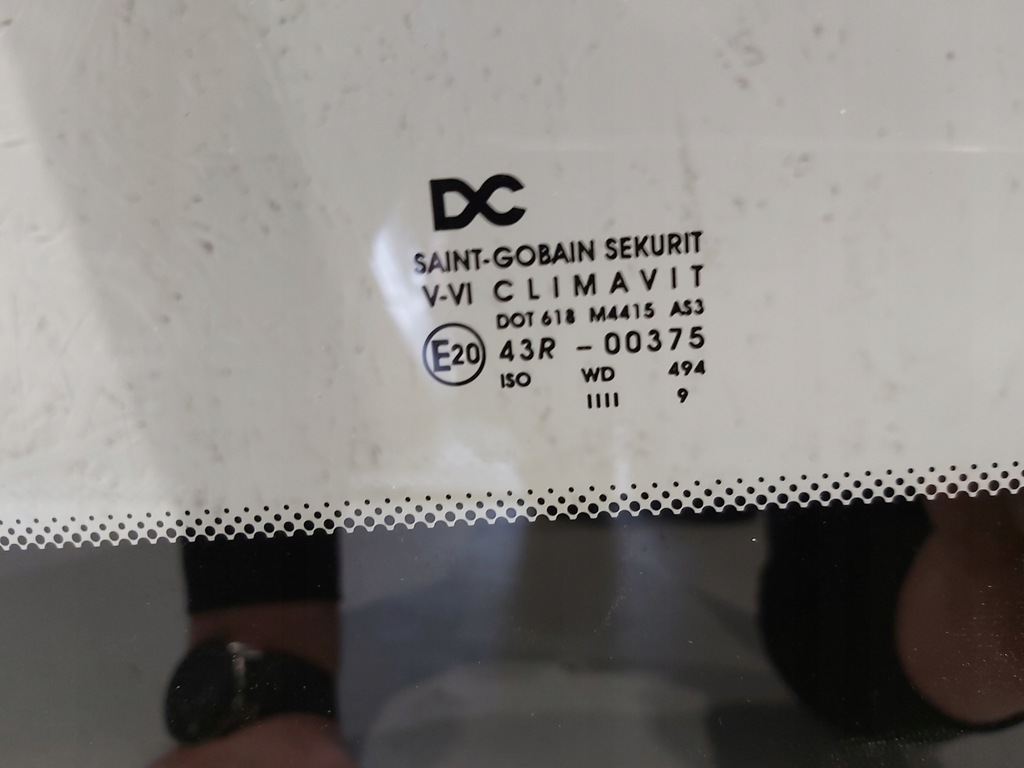 DC
SAINT-GOBAIN SEKURIT
V-VI CLIMAVIT
DOT 618 M4415 AS3
E20 43R - 00375
ISO WD 494
IIII 9